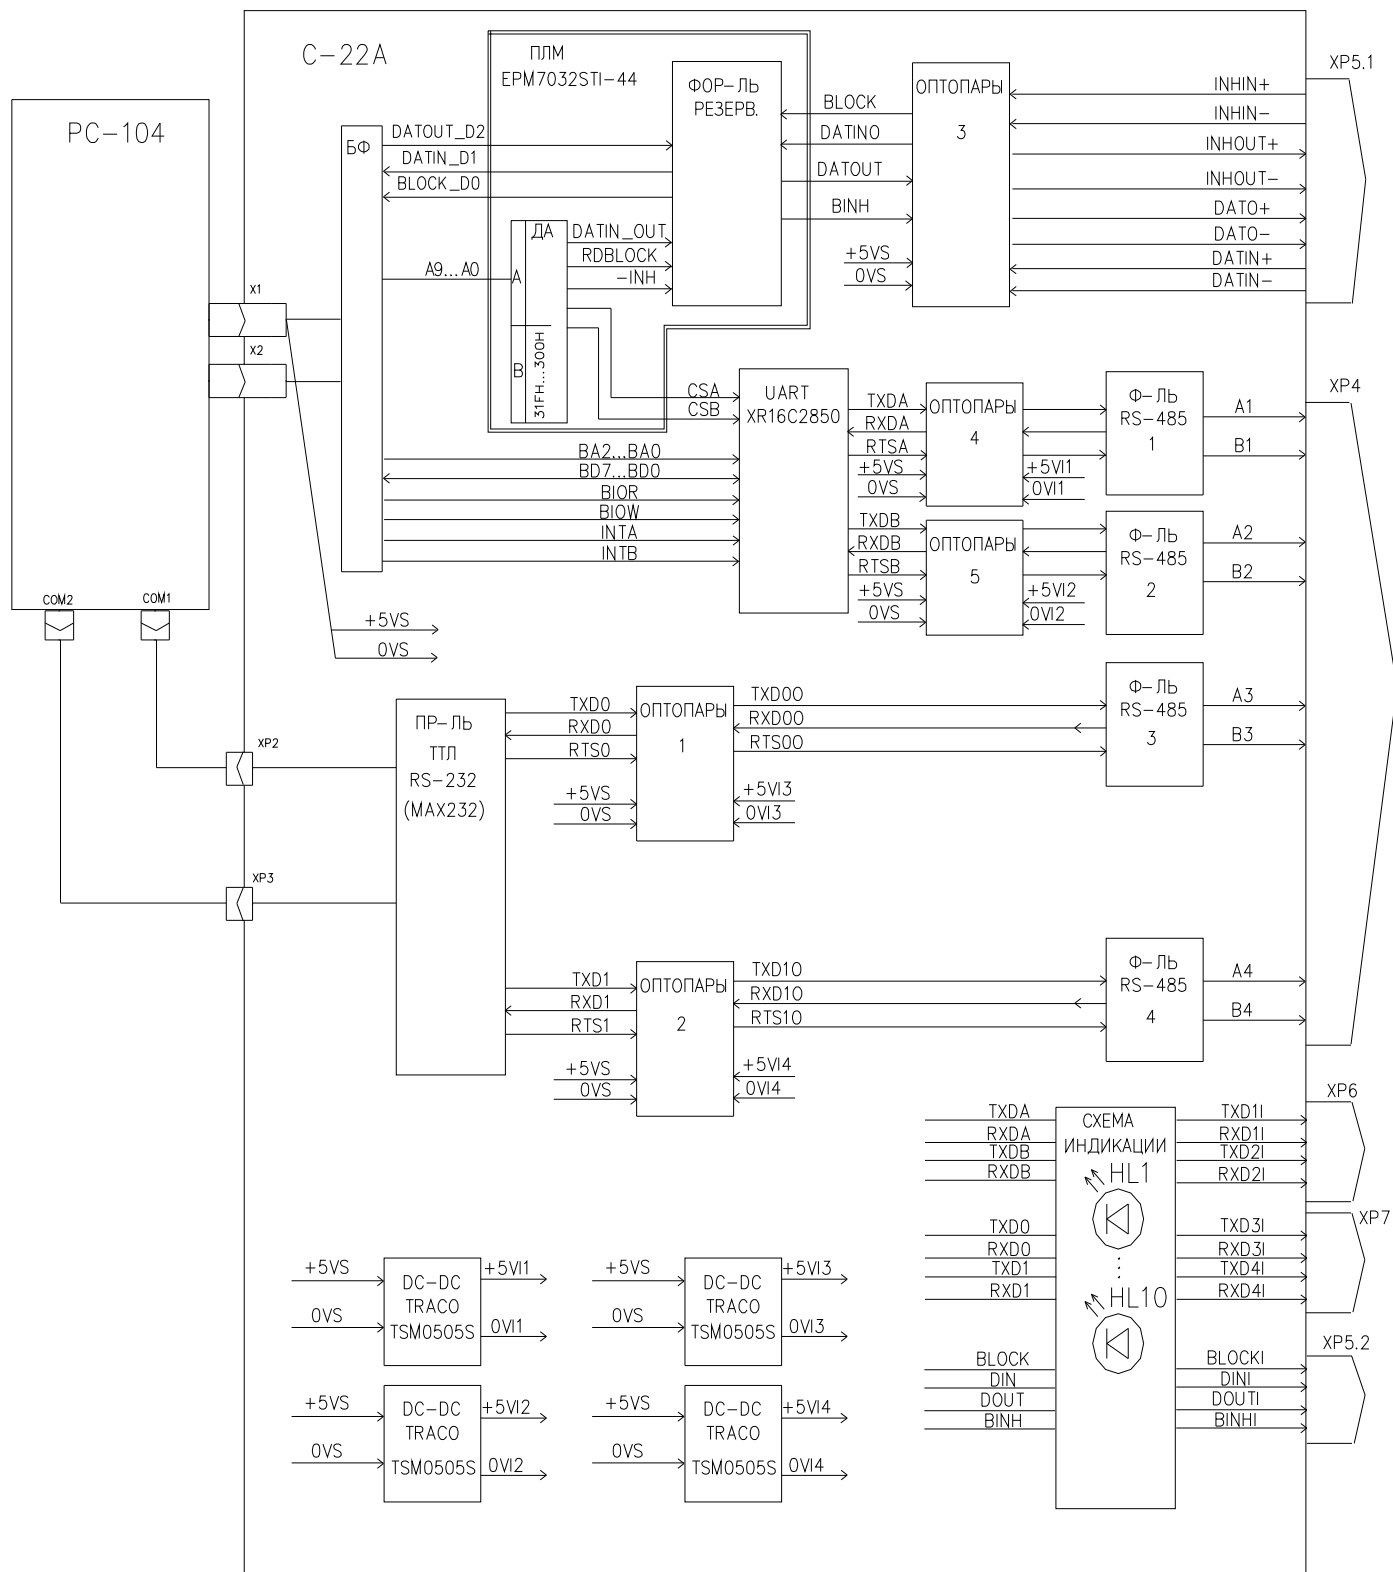 C-22A
PC-104
X1
X2
COM2
COM1
XP2
XP3
БФ
DATOUT_D2
DATIN_D1
BLOCK_D0
A9...A0
ПЛМ
EPM7032STI-44
ФОР-ЛЬ
РЕЗЕРВ.
ДА
A
B
31FH...300H
DATIN_OUT
RDBLOCK
-INH
BLOCK
DATINO
DATOUT
BINH
+5VS
0VS
ОПТОПАРЫ
3
INHIN+
INHIN-
INHOUT+
INHOUT-
DATO+
DATO-
DATIN+
DATIN-
XP5.1
CSA
CSB
BA2...BA0
BD7...BD0
BIOR
BIOW
INTA
INTB
UART
XR16C2850
TXDA
RXDA
RTSA
+5VS
0VS
TXDB
RXDB
RTSB
+5VS
0VS
ОПТОПАРЫ
4
+5VI1
0VI1
ОПТОПАРЫ
5
+5VI2
0VI2
Ф-ЛЬ
RS-485
1
A1
B1
Ф-ЛЬ
RS-485
2
A2
B2
XP4
+5VS
0VS
ПР-ЛЬ
ТТЛ
RS-232
(MAX232)
TXD0
RXD0
RTS0
+5VS
0VS
ОПТОПАРЫ
1
TXD0O
RXD0O
RTS0O
+5VI3
0VI3
Ф-ЛЬ
RS-485
3
A3
B3
TXD1
RXD1
RTS1
+5VS
0VS
ОПТОПАРЫ
2
TXD1O
RXD1O
RTS1O
+5VI4
0VI4
Ф-ЛЬ
RS-485
4
A4
B4
TXDA
RXDA
TXDB
RXDB
TXD0
RXD0
TXD1
RXD1
BLOCK
DIN
DOUT
BINH
СХЕМА
ИНДИКАЦИИ
HL1
HL10
TXD1I
RXD1I
TXD2I
RXD2I
TXD3I
RXD3I
TXD4I
RXD4I
BLOCKI
DINI
DOUTI
BINHI
XP6
XP7
XP5.2
+5VS
0VS
DC-DC
TRACO
TSM0505S
+5VI1
0VI1
+5VS
0VS
DC-DC
TRACO
TSM0505S
+5VI3
0VI3
+5VS
0VS
DC-DC
TRACO
TSM0505S
+5VI2
0VI2
+5VS
0VS
DC-DC
TRACO
TSM0505S
+5VI4
0VI4